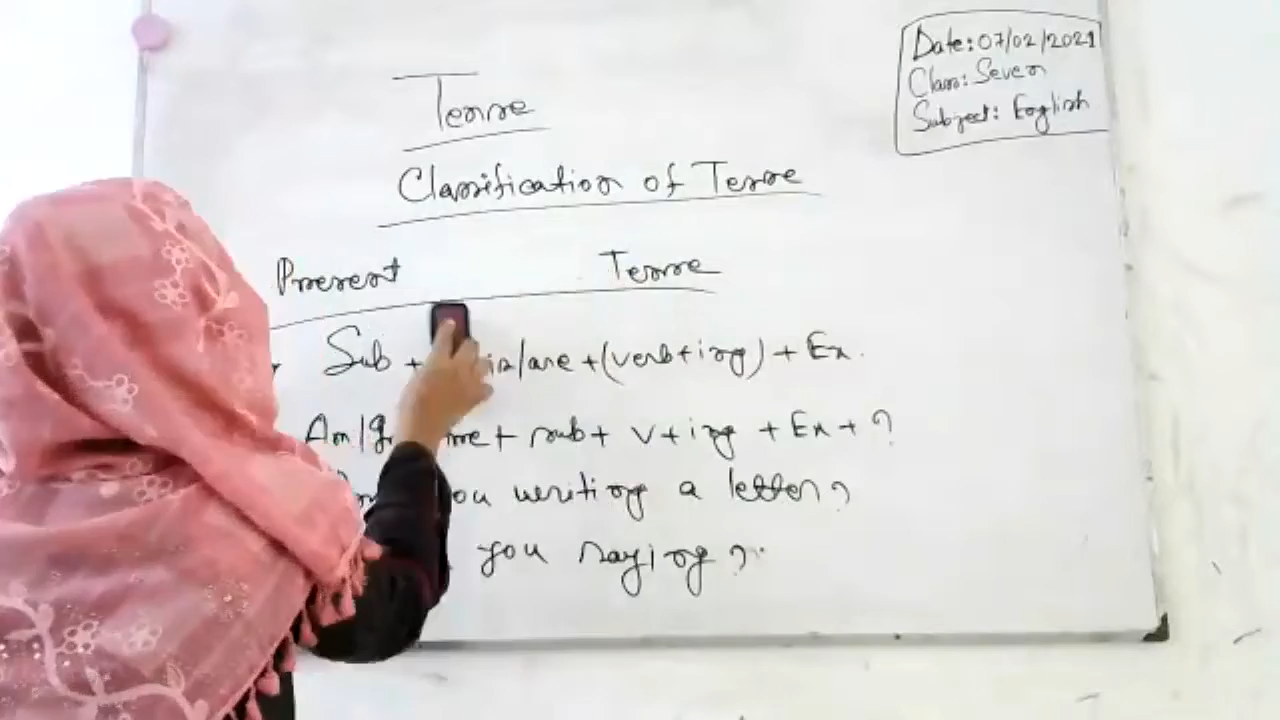 Date: 07/02/2021
Class: Seven
Subject: English
Tense
Classification of Tense
Present Tense
Sub + is/are + (verb+ing) + Ex.
Am/ + sub + v+ing + Ex + ?
you writing a letter?
you saying?